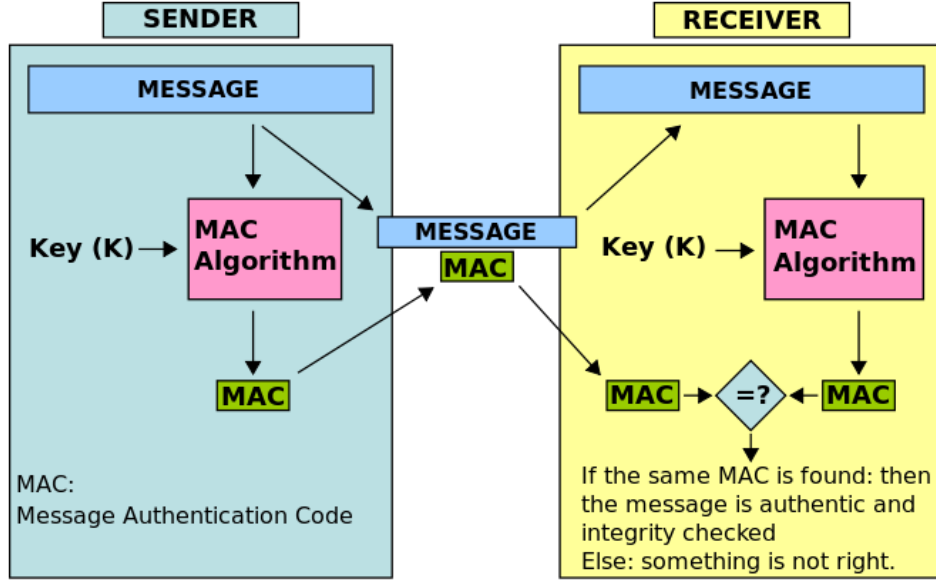 SENDER
MESSAGE
Key (K)
MAC
Algorithm
MAC
MAC:
Message Authentication Code
MESSAGE
MAC
RECEIVER
MESSAGE
Key (K)
MAC
Algorithm
MAC
=?
MAC
If the same MAC is found: then
the message is authentic and
integrity checked
Else: something is not right.